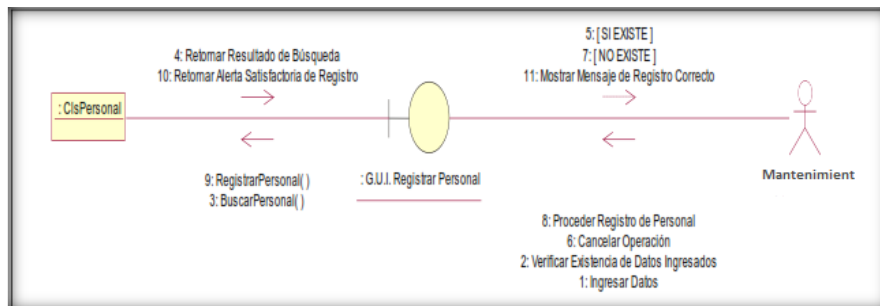 5: [ SI EXISTE ]
4: Retornar Resultado de Búsqueda
7: [ NO EXISTE ]
10: Retornar Alerta Satisfactoria de Registro
11: Mostrar Mensaje de Registro Correcto
: ClsPersonal
9: RegistrarPersonal( )
3: BuscarPersonal( )
: G.U.I. Registrar Personal
Mantenimient
8: Proceder Registro de Personal
6: Cancelar Operación
2: Verificar Existencia de Datos Ingresados
1: Ingresar Datos